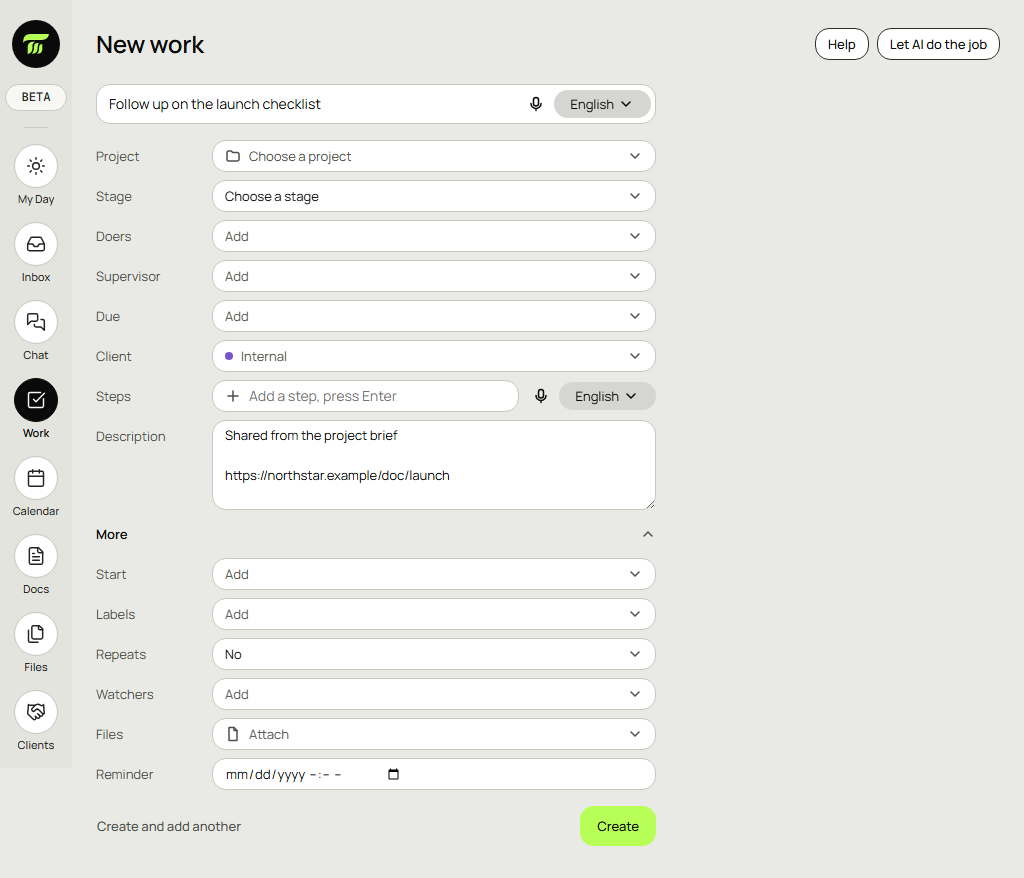 New work
Help
Let AI do the job
BETA
My Day
Inbox
Chat
Work
Calendar
Docs
Files
Clients
Follow up on the launch checklist
English
Project
Choose a project
Stage
Choose a stage
Doers
Add
Supervisor
Add
Due
Add
Client
Internal
Steps
Add a step, press Enter
English
Description
Shared from the project brief
https://northstar.example/doc/launch
More
Start
Add
Labels
Add
Repeats
No
Watchers
Add
Files
Attach
Reminder
mm/dd/yyyy --:-- --
Create and add another
Create